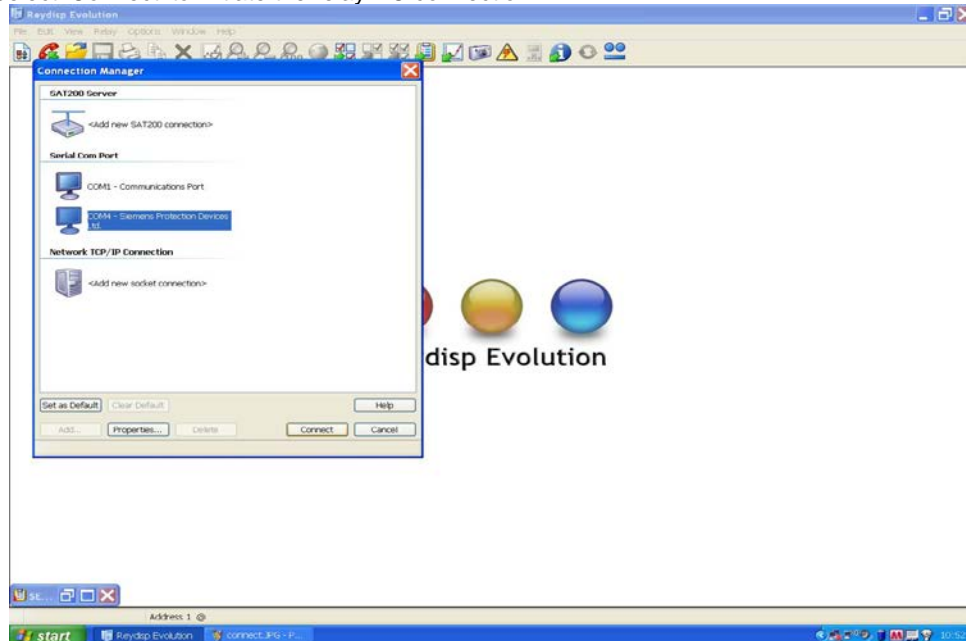 Reydisp Evolution
File Edit View Relay Options Window Help
Connection Manager
SAT200 Server
<Add new SAT200 connection>
Serial Com Port
COM1 - Communications Port
COM4 - Siemens Protection Devices
Ltd.
Network TCP/IP Connection
<Add new socket connection>
disp Evolution
Set as Default Clear Default Help
Add... Properties... Delete Connect Cancel
SE...
Address 1
start Reydisp Evolution connect.JPG - P...